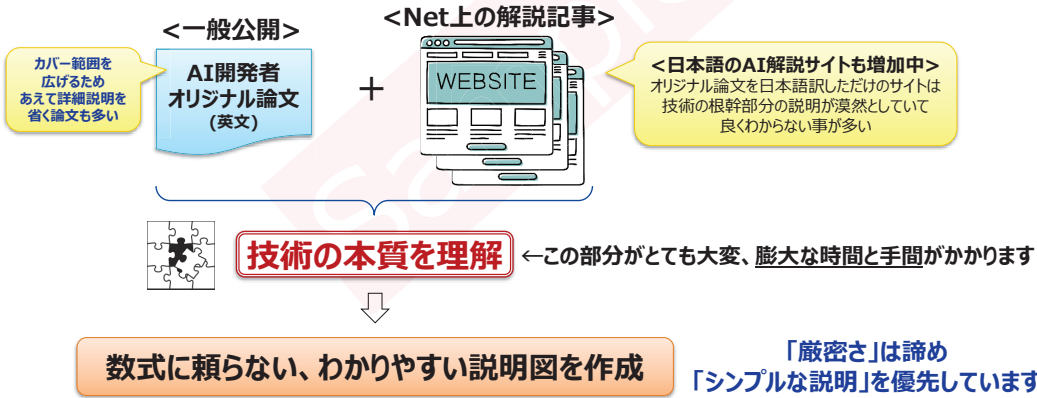 <一般公開>
<Net上の解説記事>
カバー範囲を
広げるため
あえて詳細説明を
省く論文も多い
AI開発者
オリジナル論文
(英文)
+
WEBSITE
<日本語のAI解説サイトも増加中>
オリジナル論文を日本語訳しただけのサイトは
技術の根幹部分の説明が漠然としていて
良くわからない事が多い
技術の本質を理解
←この部分がとても大変、膨大な時間と手間がかかります
数式に頼らない、わかりやすい説明図を作成
「厳密さ」は諦め
「シンプルな説明」を優先しています
Sample